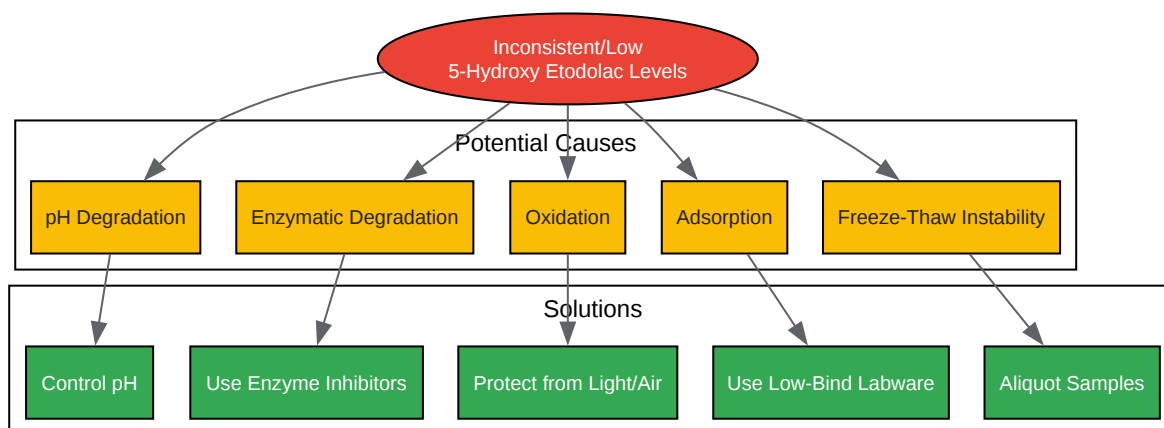 Inconsistent/Low
5-Hydroxy Etodolac Levels
Potential Causes
pH Degradation
Enzymatic Degradation
Oxidation
Adsorption
Freeze-Thaw Instability
Solutions
Control pH
Use Enzyme Inhibitors
Protect from Light/Air
Use Low-Bind Labware
Aliquot Samples